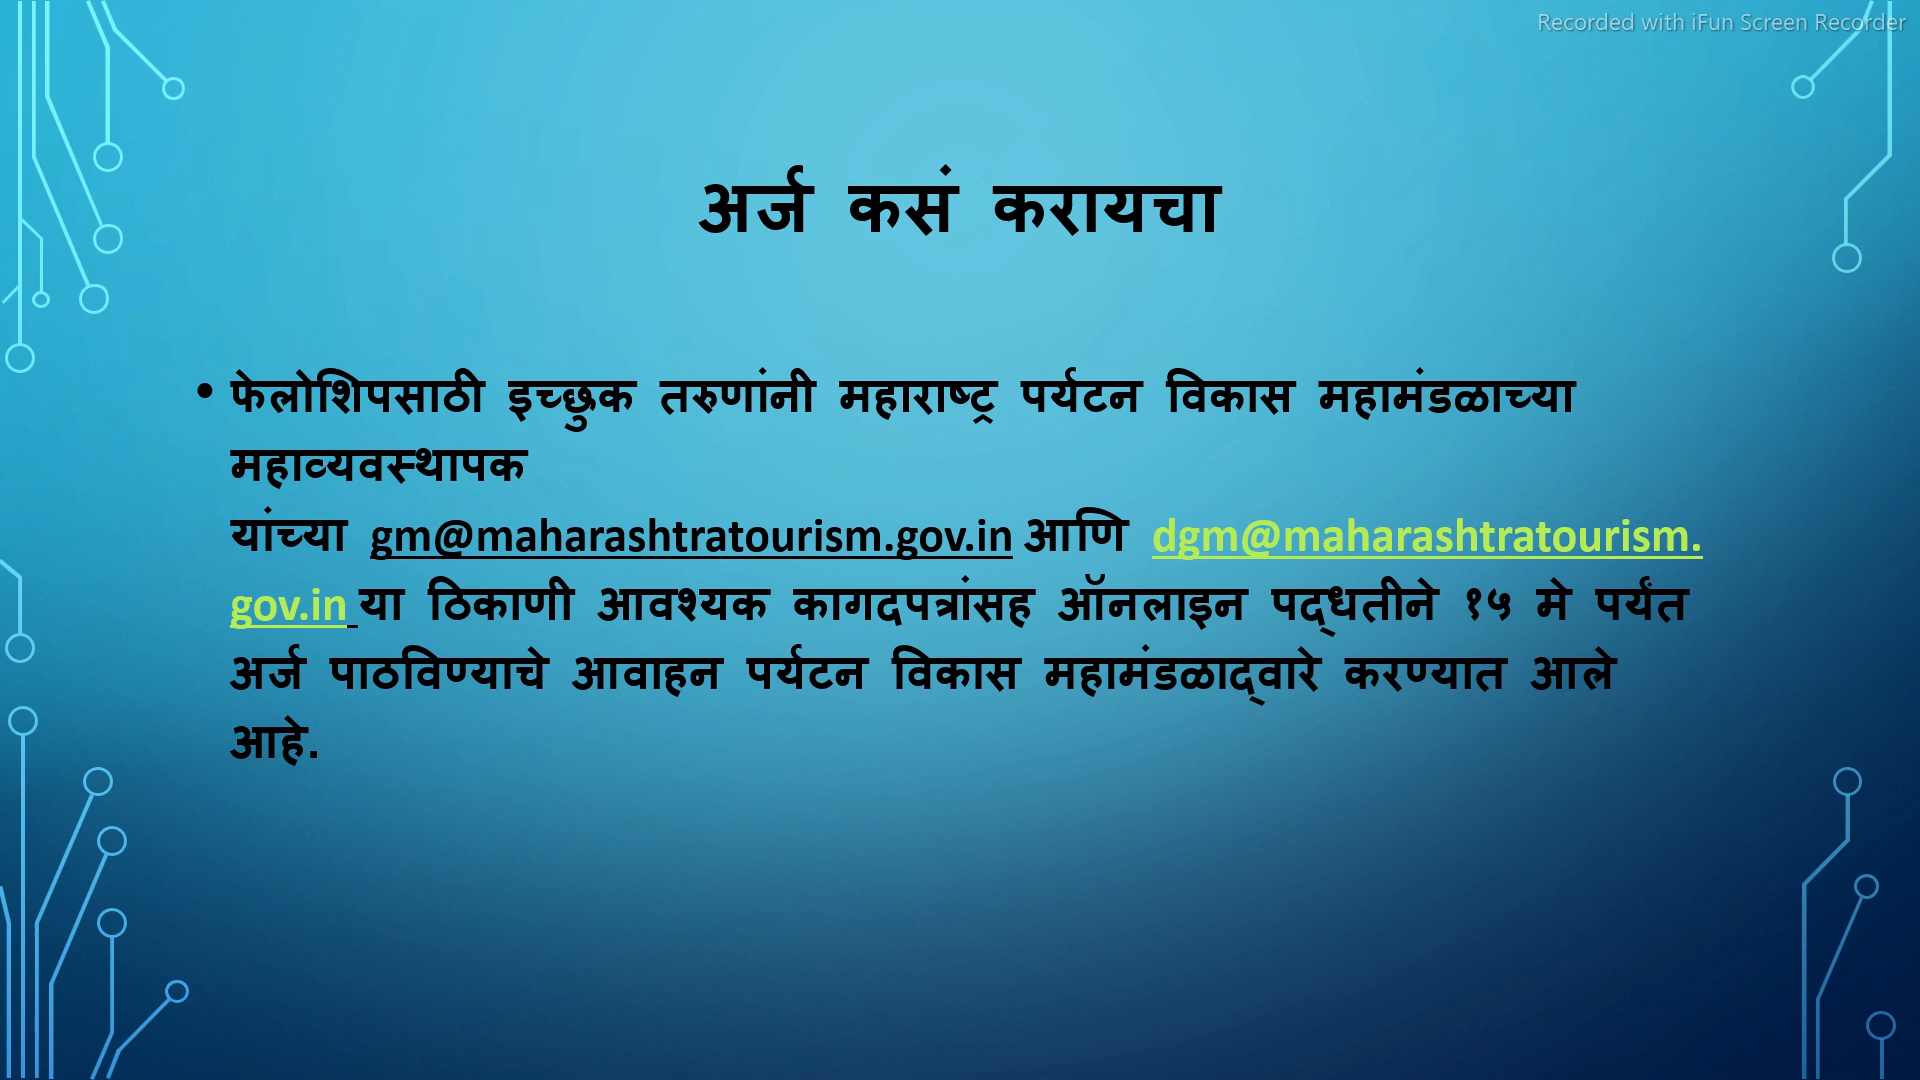 Recorded with iFun Screen Recorder
अर्ज कसं करायचा
• फेलोशिपसाठी इच्छुक तरुणांनी महाराष्ट्र पर्यटन विकास महामंडळाच्या
महाव्यवस्थापक
यांच्या gm@maharashtratourism.gov.in आणि dgm@maharashtratourism.
gov.in या ठिकाणी आवश्यक कागदपत्रांसह ऑनलाइन पद्धतीने १५ मे पर्यंत
अर्ज पाठविण्याचे आवाहन पर्यटन विकास महामंडळाद्वारे करण्यात आले
आहे.